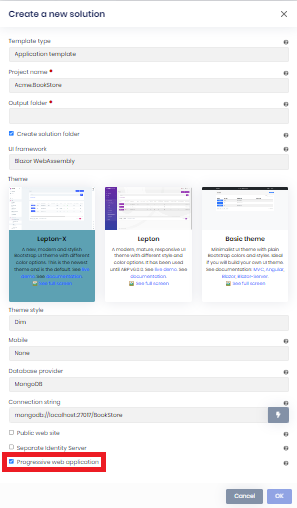 Create a new solution
Template type
Application template
Project name *
Acme.BookStore
Output folder *
Create solution folder
UI framework
Blazor WebAssembly
Theme
Lepton-X
A new, modern and stylish
Bootstrap UI theme with different
color options. This is the newest
theme and is the default. See live
demo. See documentation.
See full screen
Lepton
A modern, mature, responsive UI
theme with different style and
color options. It has been used
until ABP v6.0. See live demo. See
documentation.
See full screen
Basic theme
Minimalist UI theme with plain
Bootstrap colors and styles. Ideal
if you will build your own UI theme.
See documentation: MVC, Angular,
Blazor, Blazor-Server
See full screen
Theme style
Dim
Mobile
None
Database provider
MongoDB
Connection string
mongodb://localhost:27017/BookStore
Public web site
Separate Identity Server
Progressive web application
Cancel
OK